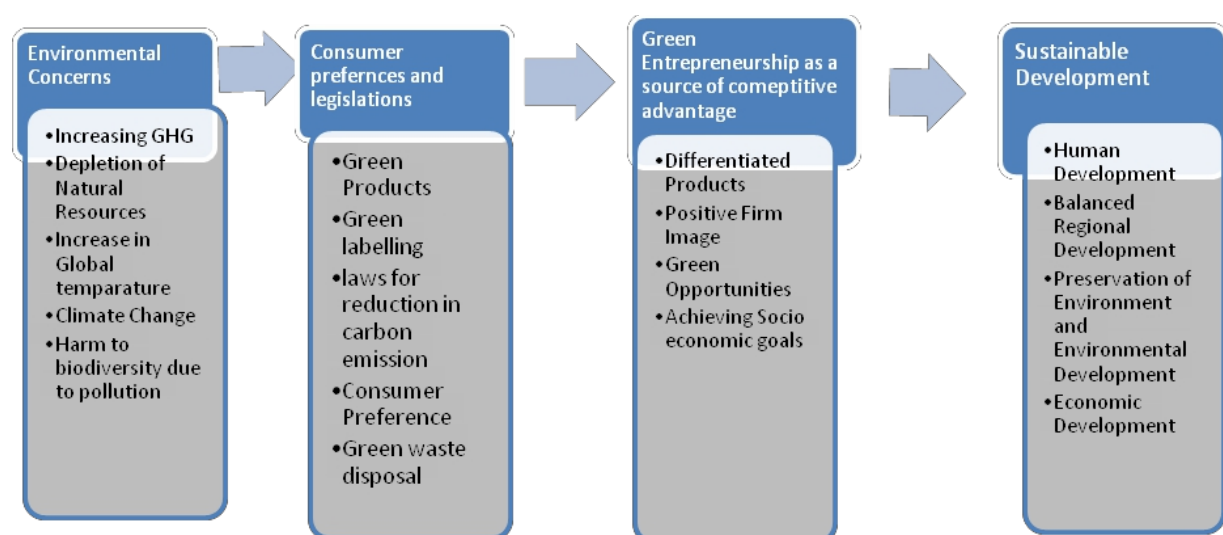 Environmental
Concerns
•Increasing GHG
•Depletion of
Natural
Resources
•Increase in
Global
temparature
•Climate Change
•Harm to
biodiversity due
to pollution
Consumer
prefernces and
legislations
•Green
Products
•Green
labelling
•laws for
reduction in
carbon
emission
•Consumer
Preference
•Green waste
disposal
Green
Entrepreneurship as a
source of comeptitive
advantage
•Differentiated
Products
•Positive Firm
Image
•Green
Opportunities
•Achieving Socio
economic goals
Sustainable
Development
•Human
Development
•Balanced
Regional
Development
•Preservation of
Environment
and
Environmental
Development
•Economic
Development